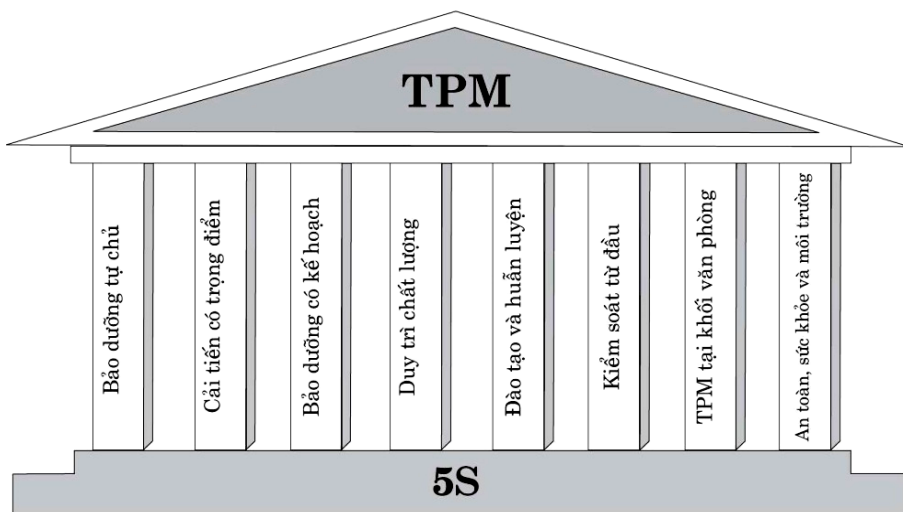 TPM
Bảo dưỡng tự chủ
Cải tiến có trọng điểm
Bảo dưỡng có kế hoạch
Duy trì chất lượng
Đào tạo và huấn luyện
Kiểm soát từ đầu
TPM tại khối văn phòng
An toàn, sức khỏe và môi trường
5S